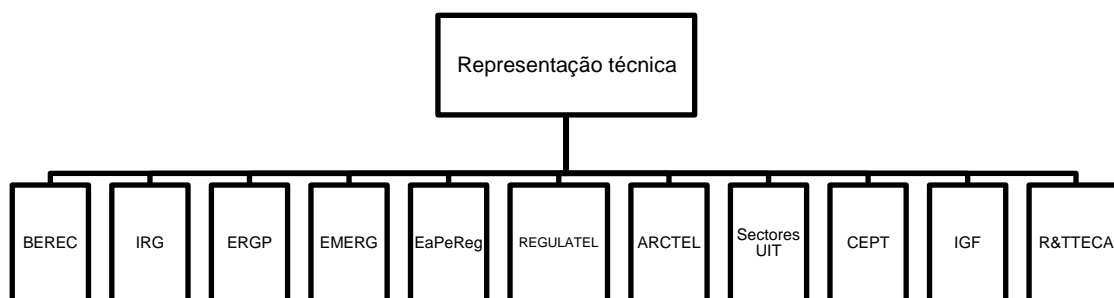 Representação técnica
BEREC
IRG
ERGP
EMERG
EaPeReg
REGULATEL
ARCTEL
Sectores
UIT
CEPT
IGF
R&TTECA